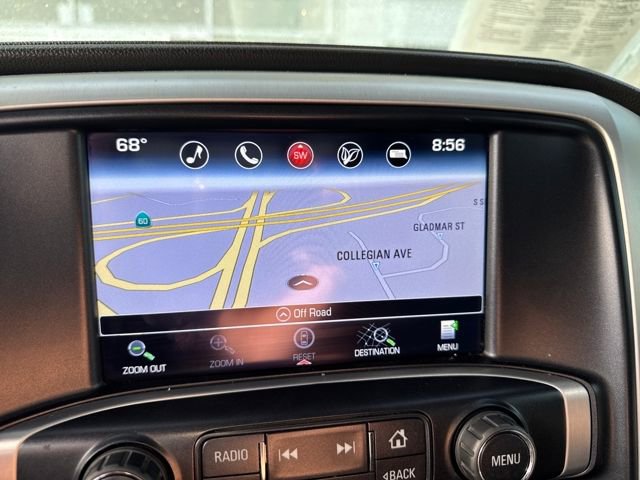 68° SW 8:56
60
S S
GLADMAR ST
COLLEGIAN AVE
Off Road
ZOOM OUT ZOOM IN RESET DESTINATION MENU
RADIO
BACK
MENU